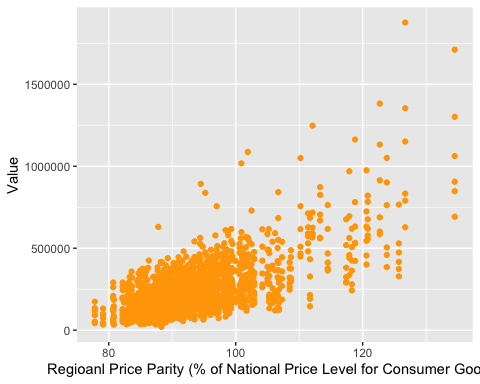 1500000
1000000
500000
0
Value
80 100 120
Regioanl Price Parity (% of National Price Level for Consumer Goo